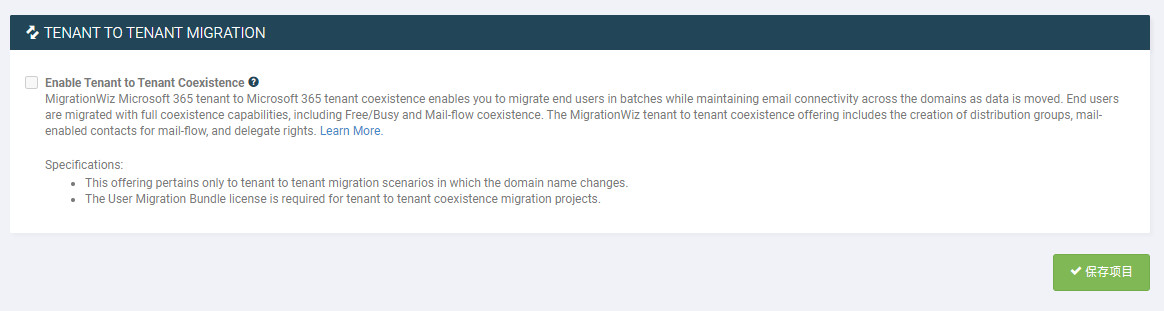 TENANT TO TENANT MIGRATION
Enable Tenant to Tenant Coexistence
MigrationWiz Microsoft 365 tenant to Microsoft 365 tenant coexistence enables you to migrate end users in batches while maintaining email connectivity across the domains as data is moved. End users
are migrated with full coexistence capabilities, including Free/Busy and Mail-flow coexistence. The MigrationWiz tenant to tenant coexistence offering includes the creation of distribution groups, mail-
enabled contacts for mail-flow, and delegate rights. Learn More.
Specifications:
• This offering pertains only to tenant to tenant migration scenarios in which the domain name changes.
• The User Migration Bundle license is required for tenant to tenant coexistence migration projects.
保存项目